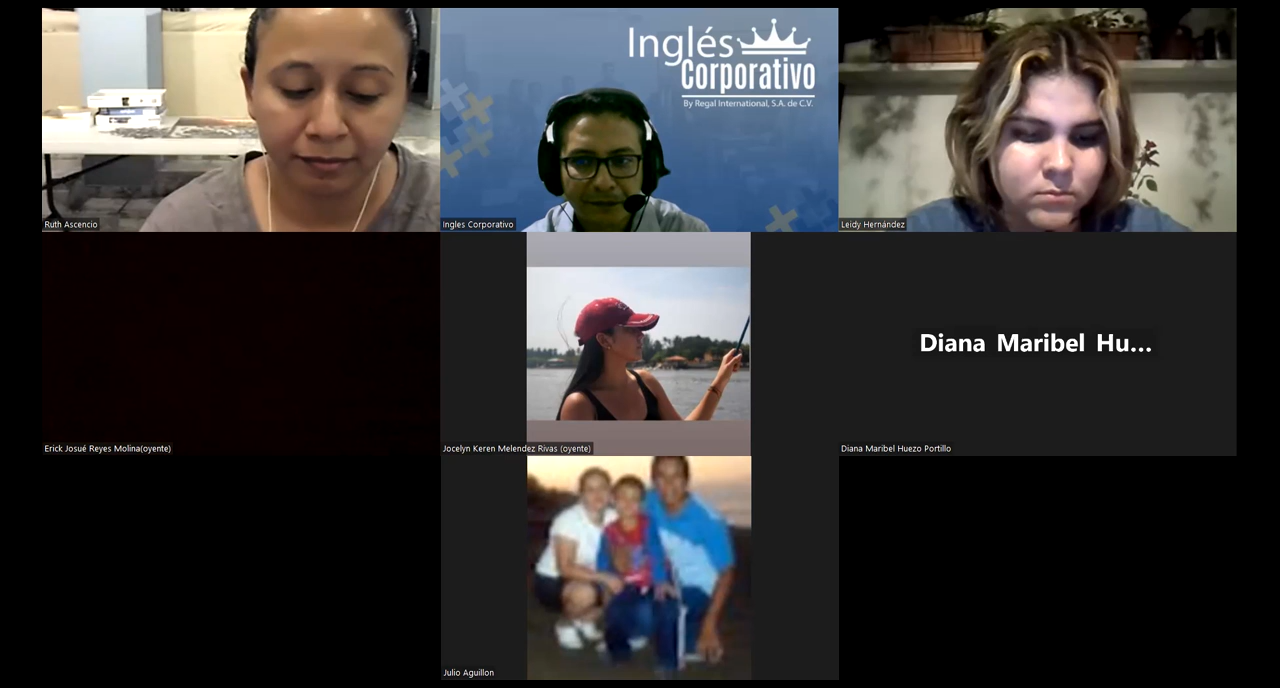 Inglés
Corporativo
By Regal International, S.A. de C.V.
Ruth Ascencio
Ingles Corporativo
Leidy Hernández
Diana Maribel Hu...
Erick Josué Reyes Molina(oyente)
Jocelyn Keren Melendez Rivas (oyente)
Diana Maribel Huezo Portillo
Julio Aguillon